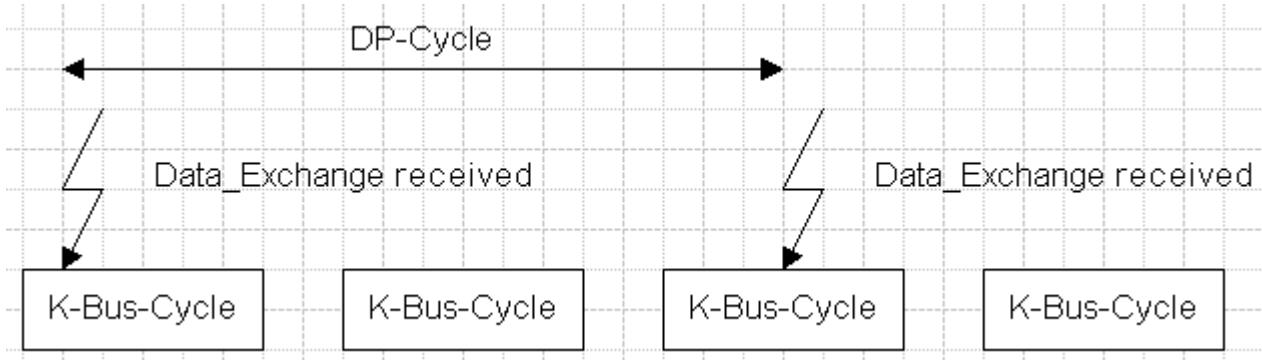 DP-Cycle
Data_Exchange received
Data_Exchange received
K-Bus-Cycle
K-Bus-Cycle
K-Bus-Cycle
K-Bus-Cycle